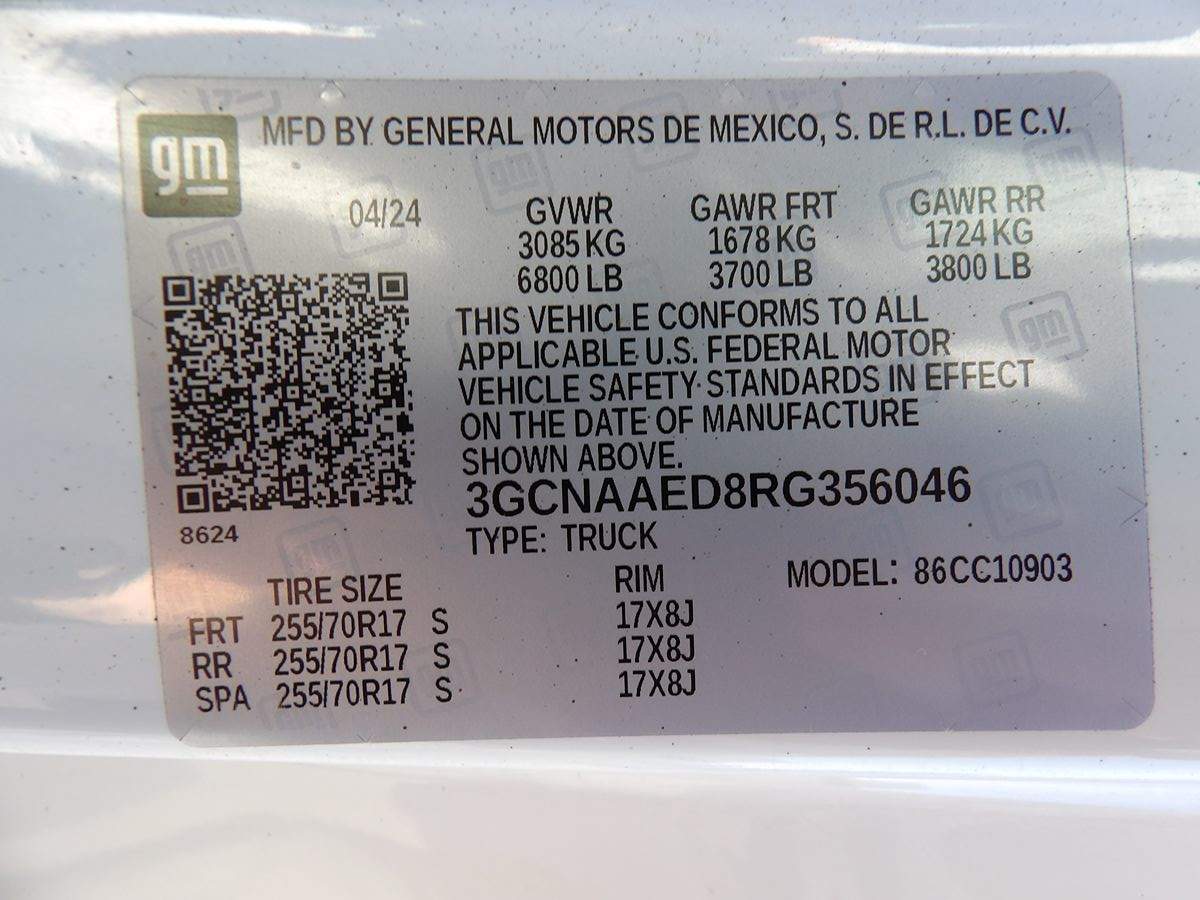 gm
MFD BY GENERAL MOTORS DE MEXICO, S. DE R.L. DE C.V.
04/24 GVWR GAWR FRT GAWR RR
3085 KG 1678 KG 1724 KG
6800 LB 3700 LB 3800 LB
THIS VEHICLE CONFORMS TO ALL
APPLICABLE U.S. FEDERAL MOTOR
VEHICLE SAFETY STANDARDS IN EFFECT
ON THE DATE OF MANUFACTURE
SHOWN ABOVE.
3GCNAAED8RG356046
8624
TYPE: TRUCK
TIRE SIZE RIM MODEL: 86CC10903
FRT 255/70R17 S 17X8J
RR 255/70R17 S 17X8J
SPA 255/70R17 S 17X8J